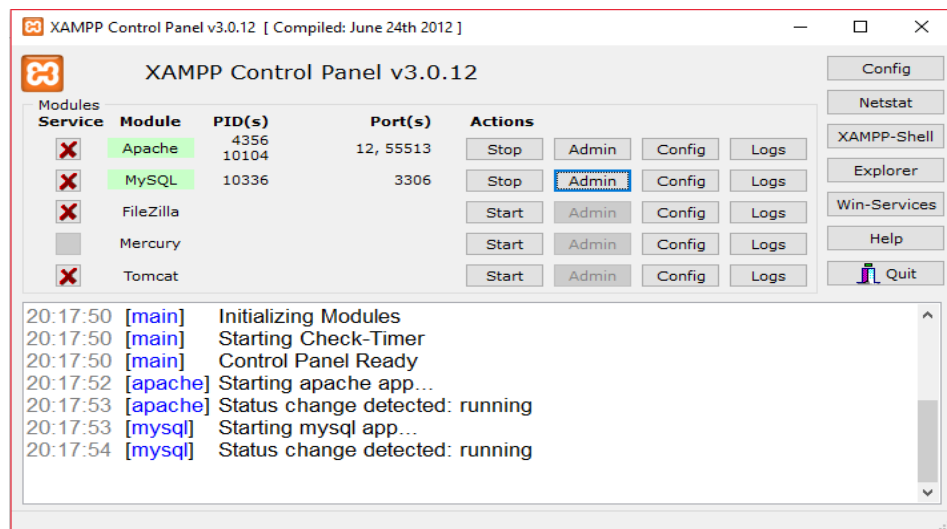 XAMPP Control Panel v3.0.12 [ Compiled: June 24th 2012 ]
XAMPP Control Panel v3.0.12
Config
Modules
Netstat
Service Module PID(s) Port(s) Actions
XAMPP-Shell
Apache 4356 10104 12, 55513 Stop Admin Config Logs
Explorer
MySQL 10336 3306 Stop Admin Config Logs
Win-Services
FileZilla Start Admin Config Logs
Help
Mercury Start Admin Config Logs
Quit
Tomcat Start Admin Config Logs
20:17:50 [main] Initializing Modules
20:17:50 [main] Starting Check-Timer
20:17:50 [main] Control Panel Ready
20:17:52 [apache] Starting apache app...
20:17:53 [apache] Status change detected: running
20:17:53 [mysql] Starting mysql app...
20:17:54 [mysql] Status change detected: running